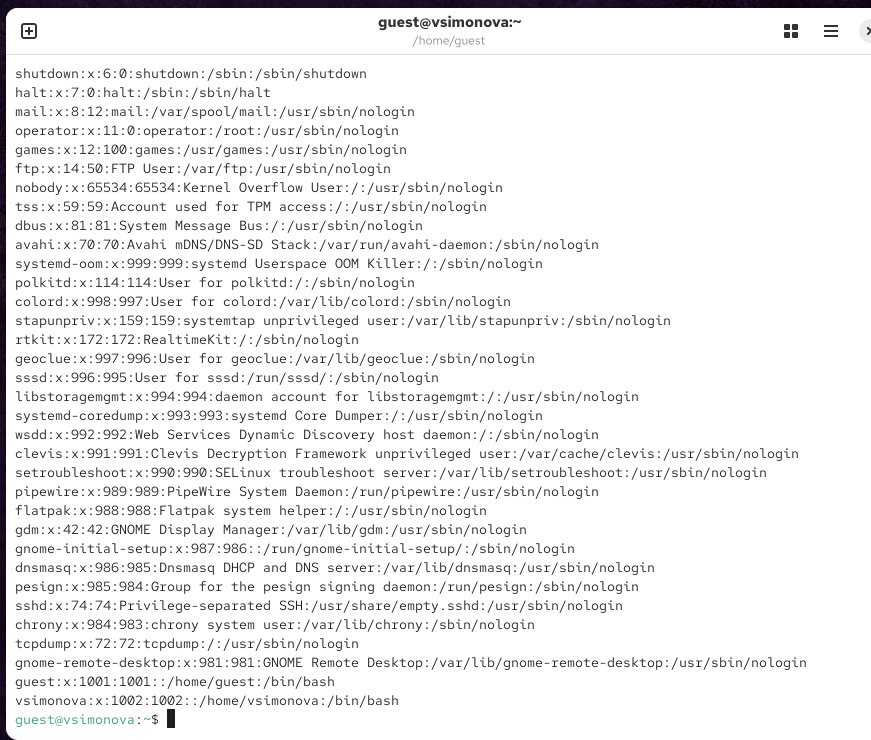 guest@vsimonova:~
/home/guest
shutdown:x:6:0:shutdown:/sbin:/sbin/shutdown
halt:x:7:0:halt:/sbin:/sbin/halt
mail:x:8:12:mail:/var/spool/mail:/usr/sbin/nologin
operator:x:11:0:operator:/root:/usr/sbin/nologin
games:x:12:100:games:/usr/games:/usr/sbin/nologin
ftp:x:14:50:FTP User:/var/ftp:/usr/sbin/nologin
nobody:x:65534:65534:Kernel Overflow User:/:/usr/sbin/nologin
tss:x:59:59:Account used for TPM access:/:/usr/sbin/nologin
dbus:x:81:81:System Message Bus:/:/usr/sbin/nologin
avahi:x:70:70:Avahi mDNS/DNS-SD Stack:/var/run/avahi-daemon:/sbin/nologin
systemd-oom:x:999:999:systemd Userspace OOM Killer:/:/sbin/nologin
polkitd:x:114:114:User for polkitd:/:/sbin/nologin
colord:x:998:997:User for colord:/var/lib/colord:/sbin/nologin
stapunpriv:x:159:159:systemtap unprivileged user:/var/lib/stapunpriv:/sbin/nologin
rtkit:x:172:172:RealtimeKit:/:/sbin/nologin
geoclue:x:997:996:User for geoclue:/var/lib/geoclue:/sbin/nologin
sssd:x:996:995:User for sssd:/run/sssd/:/sbin/nologin
libstoragemgmt:x:994:994:daemon account for libstoragemgmt:/:/usr/sbin/nologin
systemd-coredump:x:993:993:systemd Core Dumper:/:/usr/sbin/nologin
wsdd:x:992:992:Web Services Dynamic Discovery host daemon:/:/sbin/nologin
clevis:x:991:991:Clevis Decryption Framework unprivileged user:/var/cache/clevis:/usr/sbin/nologin
setroubleshoot:x:990:990:SELinux troubleshoot server:/var/lib/setroubleshoot:/usr/sbin/nologin
pipewire:x:989:989:PipeWire System Daemon:/run/pipewire:/usr/sbin/nologin
flatpak:x:988:988:Flatpak system helper:/:/usr/sbin/nologin
gdm:x:42:42:GNOME Display Manager:/var/lib/gdm:/usr/sbin/nologin
gnome-initial-setup:x:987:986::/run/gnome-initial-setup/:/sbin/nologin
dnsmasq:x:986:985:Dnsmasq DHCP and DNS server:/var/lib/dnsmasq:/usr/sbin/nologin
pesign:x:985:984:Group for the pesign signing daemon:/run/pesign:/sbin/nologin
sshd:x:74:74:Privilege-separated SSH:/usr/share/empty.sshd:/usr/sbin/nologin
chrony:x:984:983:chrony system user:/var/lib/chrony:/sbin/nologin
tcpdump:x:72:72:tcpdump:/:/usr/sbin/nologin
gnome-remote-desktop:x:981:981:GNOME Remote Desktop:/var/lib/gnome-remote-desktop:/usr/sbin/nologin
guest:x:1001:1001::/home/guest:/bin/bash
vsimonova:x:1002:1002::/home/vsimonova:/bin/bash
guest@vsimonova:~$